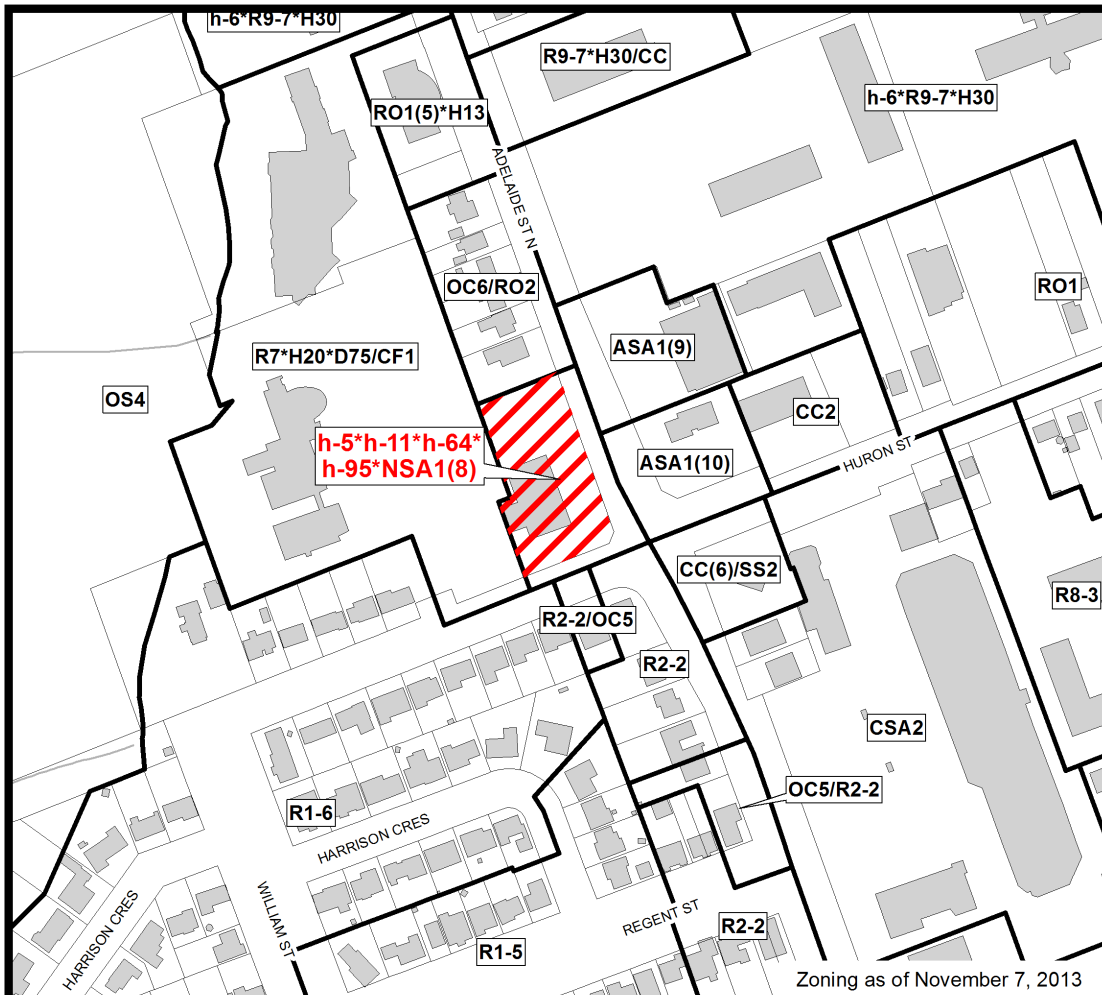 h-6*R9-7*H30
R9-7*H30/CC
RO1(5)*H13
h-6*R9-7*H30
ADELAIDE ST N
OC6/RO2
RO1
ASA1(9)
R7*H20*D75/CF1
OS4
CC2
h-5*h-11*h-64*
h-95*NSA1(8)
ASA1(10)
HURON ST
CC(6)/SS2
R8-3
R2-2/OC5
R2-2
CSA2
OC5/R2-2
R1-6
HARRISON CRES
HARRISON CRES
WILLIAM ST
REGENT ST
R2-2
R1-5
Zoning as of November 7, 2013